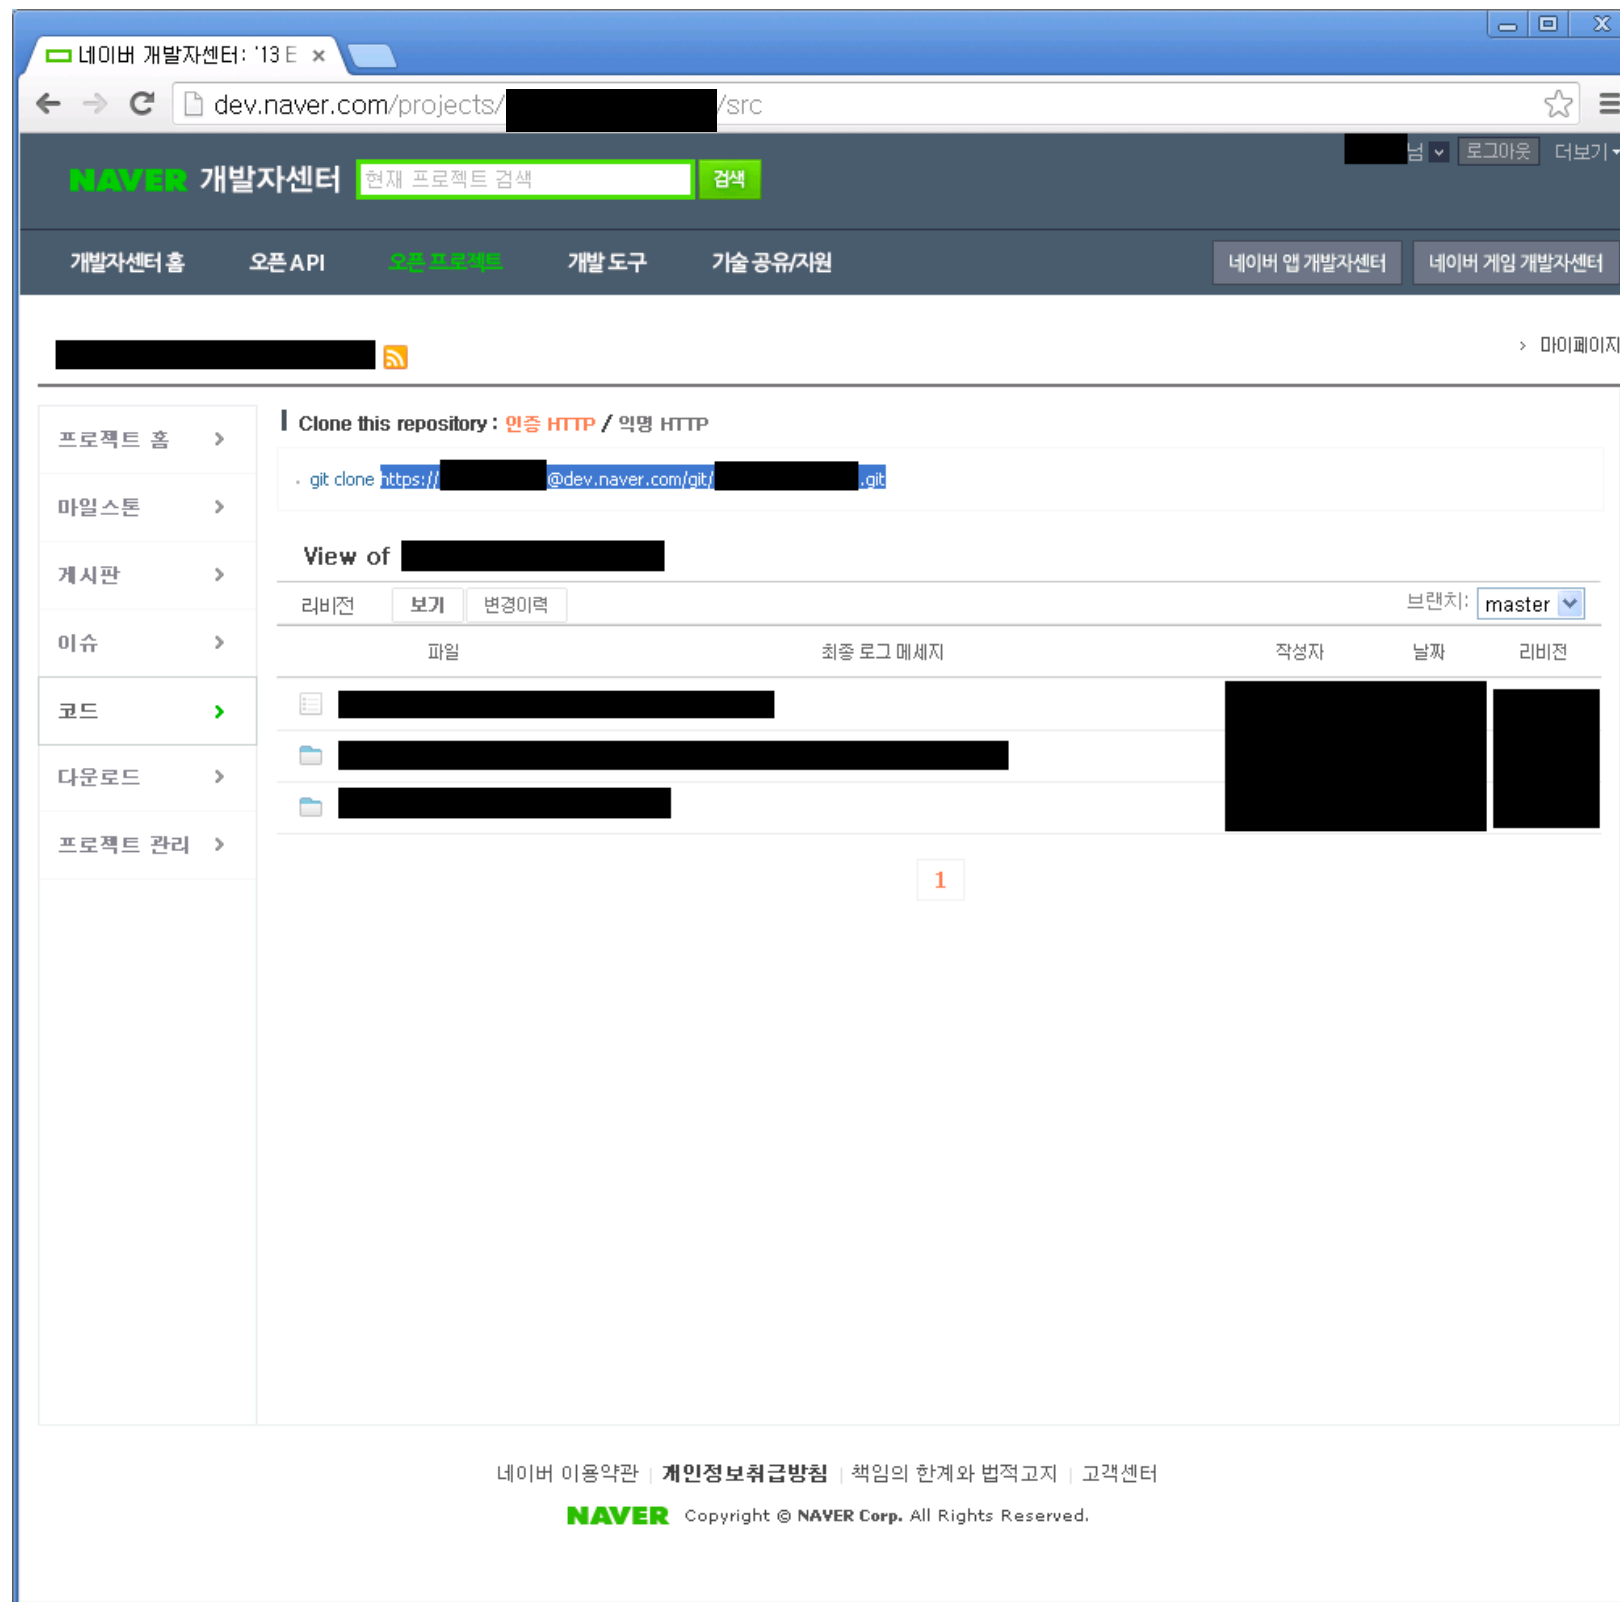 네이버 개발자센터: '13 E
dev.naver.com/projects/ /src
님 로그아웃 더보기
NAVER 개발자센터 현재 프로젝트 검색 검색
개발자센터 홈 오픈 API 오픈 프로젝트 개발 도구 기술 공유/지원 네이버 앱 개발자센터 네이버 게임 개발자센터
> 마이페이지
프로젝트 홈
마일스톤
게시판
이슈
코드
다운로드
프로젝트 관리
Clone this repository : 인증 HTTP / 익명 HTTP
. git clone https:// @dev.naver.com/git/ .git
View of
리비전 보기 변경이력 브랜치: master
파일 최종 로그 메세지 작성자 날짜 리비전
1
네이버 이용약관 | 개인정보취급방침 | 책임의 한계와 법적고지 | 고객센터
NAVER Copyright © NAVER Corp. All Rights Reserved.